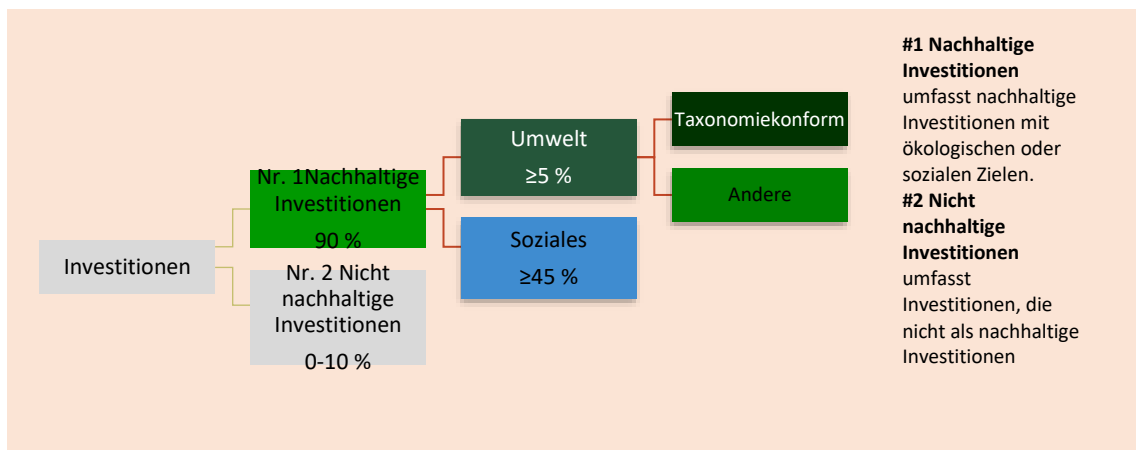 Investitionen
Nr. 1Nachhaltige
Investitionen
90 %
Nr. 2 Nicht
nachhaltige
Investitionen
0-10 %
Umwelt
≥5 %
Soziales
≥45 %
Taxonomiekonform
Andere
#1 Nachhaltige
Investitionen
umfasst nachhaltige
Investitionen mit
ökologischen oder
sozialen Zielen.
#2 Nicht
nachhaltige
Investitionen
umfasst
Investitionen, die
nicht als nachhaltige
Investitionen